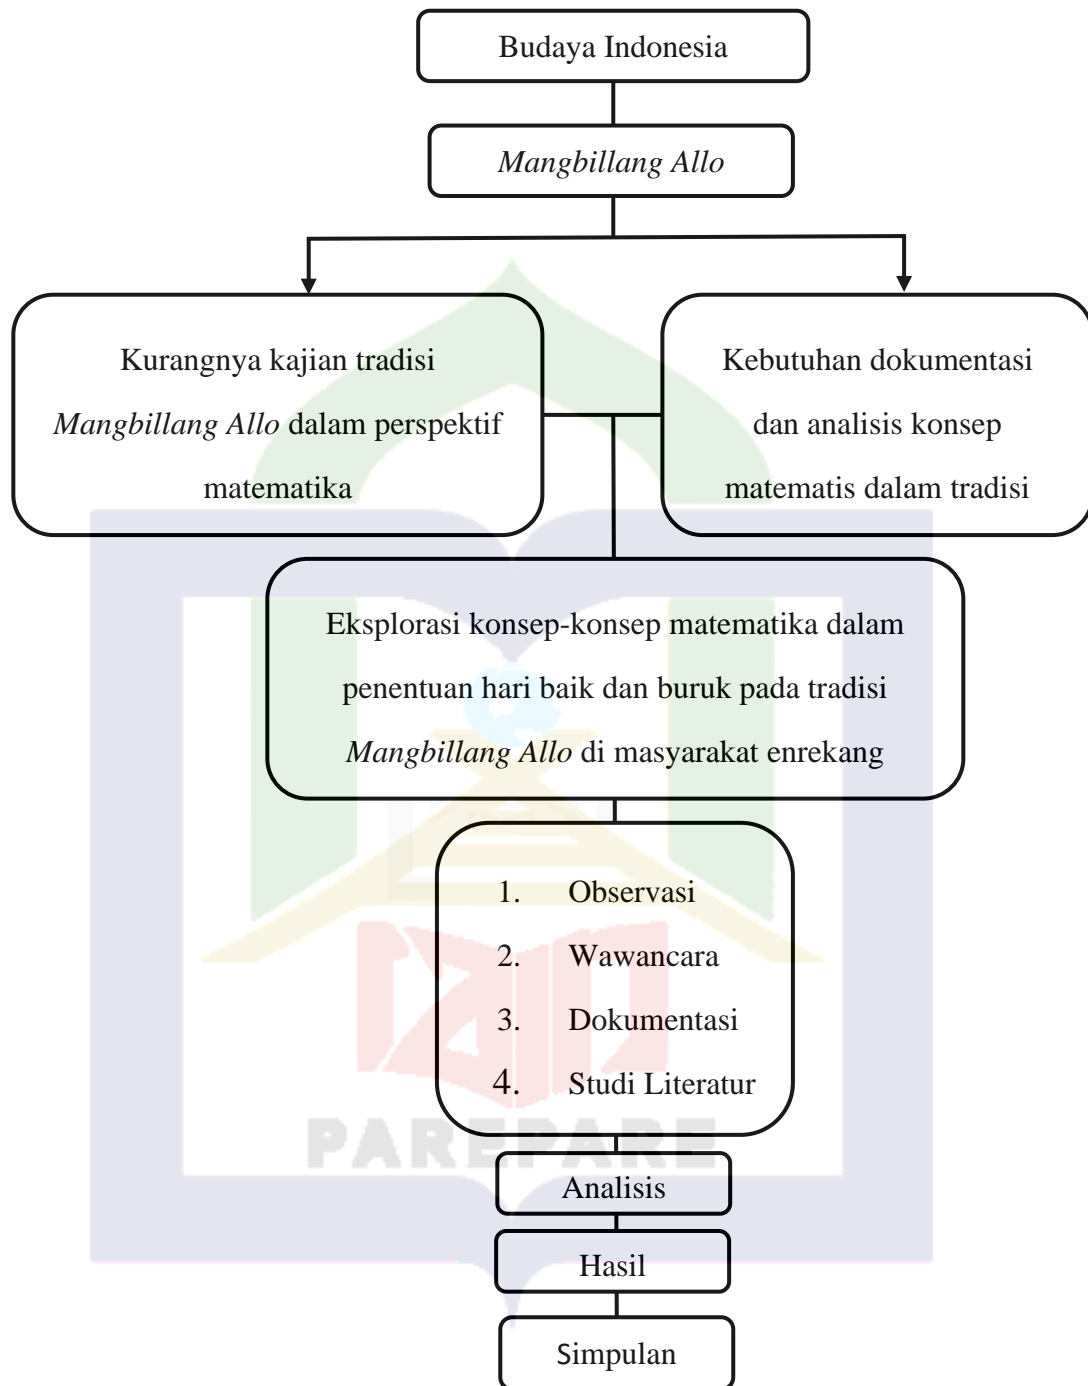 Budaya Indonesia
Mangbillang Allo
Kurangnya kajian tradisi
Mangbillang Allo dalam perspektif
matematika
Kebutuhan dokumentasi
dan analisis konsep
matematis dalam tradisi
Eksplorasi konsep-konsep matematika dalam
penentuan hari baik dan buruk pada tradisi
Mangbillang Allo di masyarakat enrekang
1. Observasi
2. Wawancara
3. Dokumentasi
4. Studi Literatur
PAREPARE
Analisis
Hasil
Simpulan